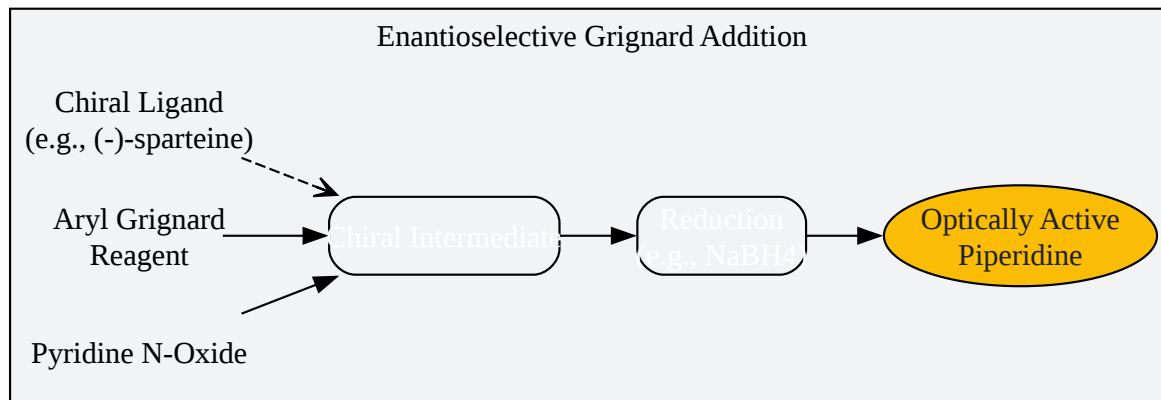 Enantioselective Grignard Addition
Chiral Ligand
(e.g., (-)-sparteine)
Aryl Grignard
Reagent
Pyridine N-Oxide
Chiral Intermediate
Reduction
(e.g., NaBH4)
Optically Active
Piperidine